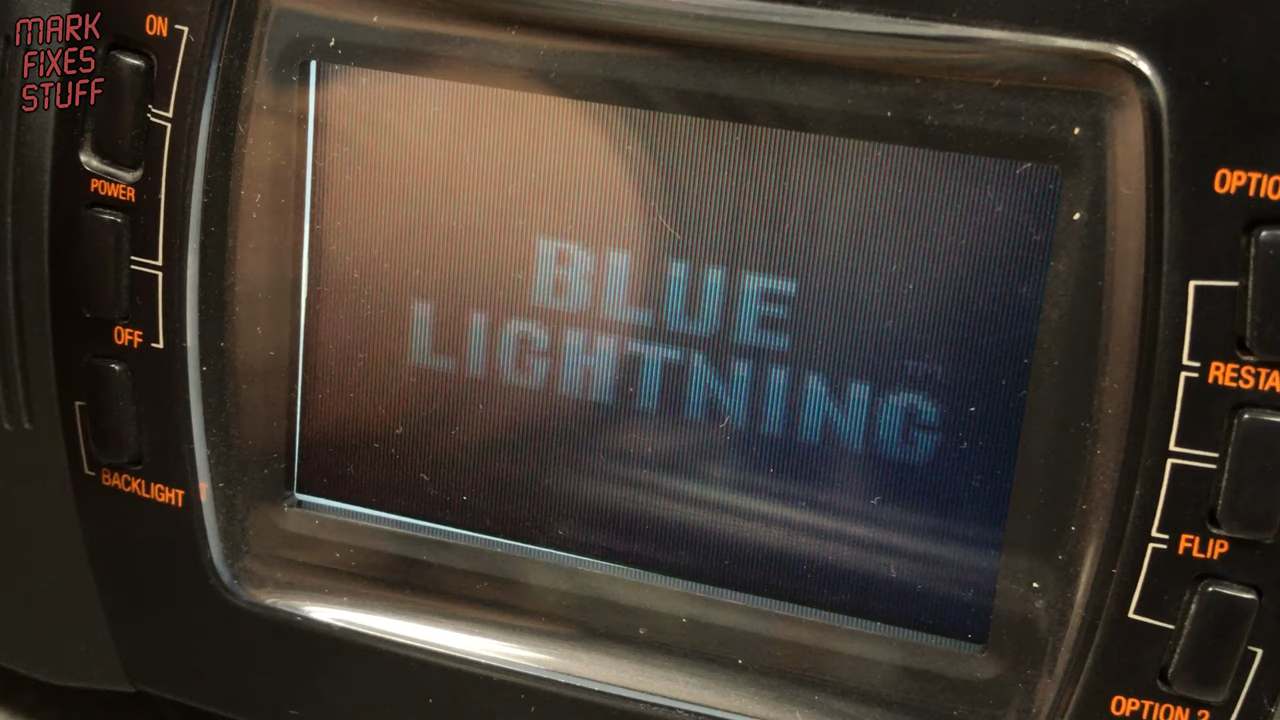 MARK
FIXES
STUFF
ON
POWER
OFF
BACKLIGHT
BLUE
LIGHTNING
OPTIO
RESTA
FLIP
OPTION 2